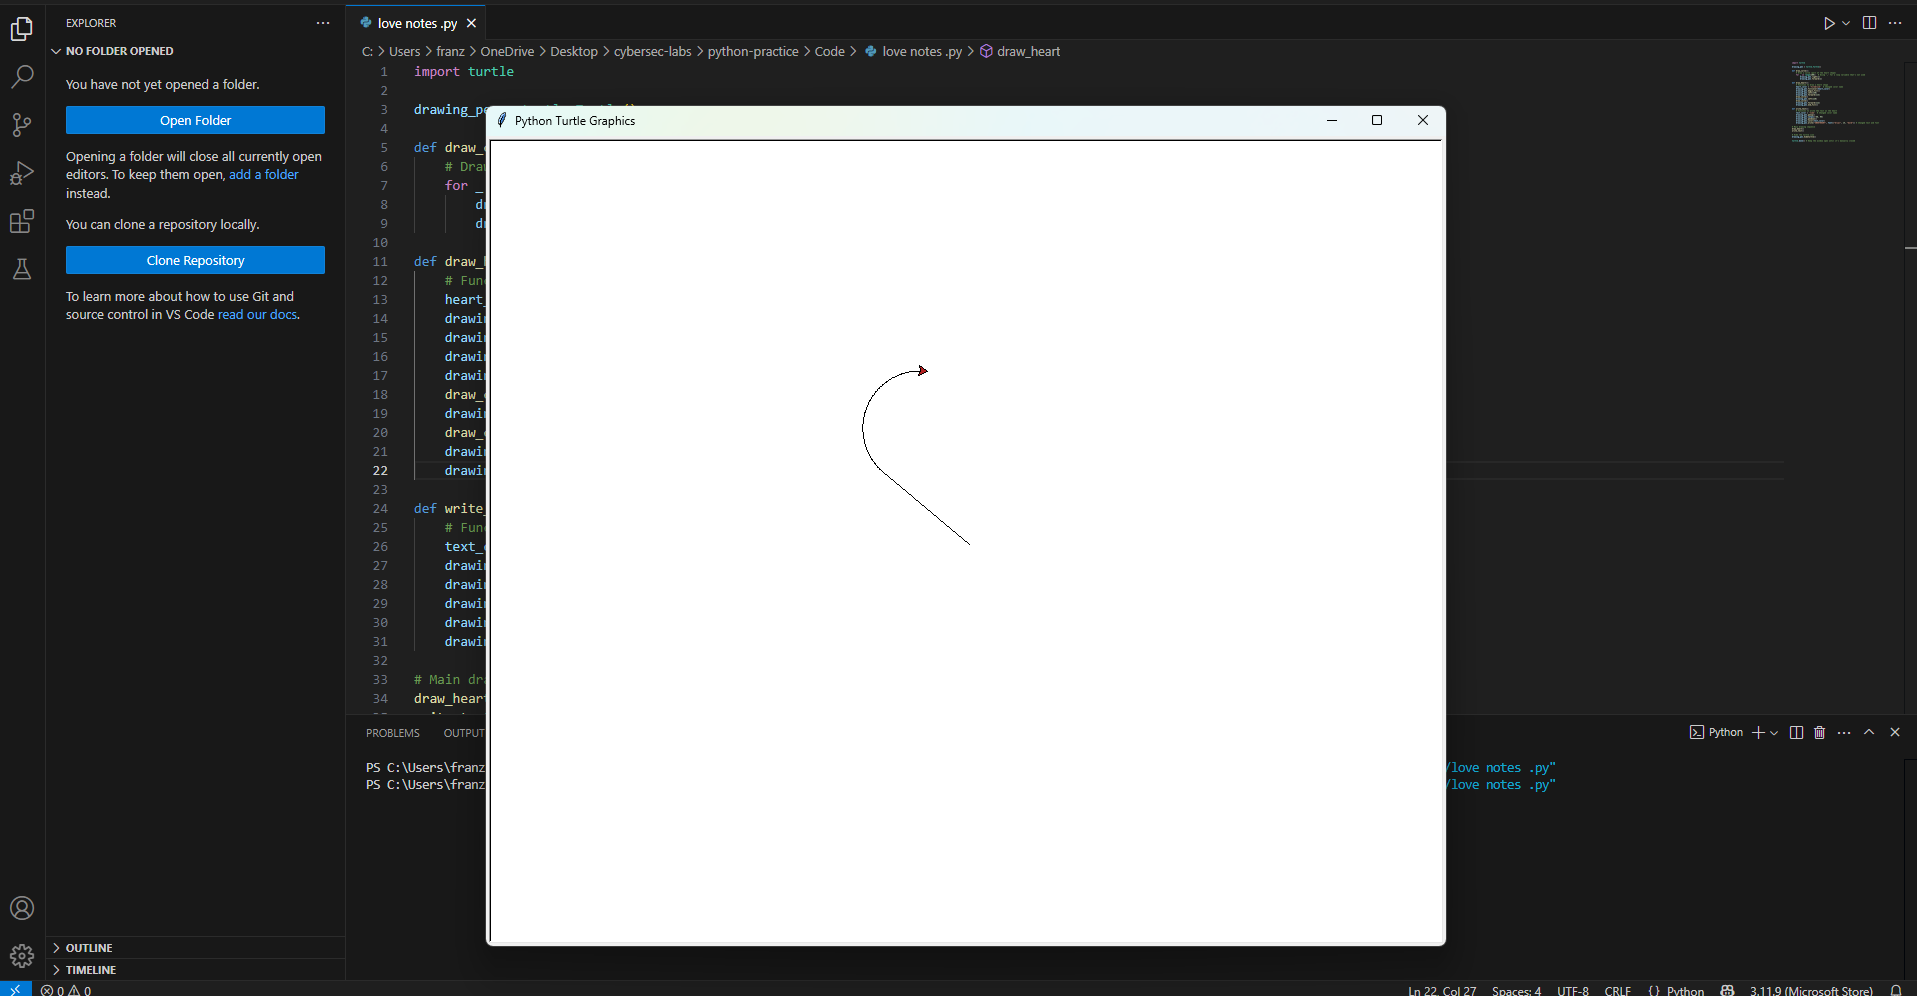 EXPLORER
NO FOLDER OPENED
You have not yet opened a folder.
Open Folder
Opening a folder will close all currently open
editors. To keep them open, add a folder
instead.
You can clone a repository locally.
Clone Repository
To learn more about how to use Git and
source control in VS Code read our docs.
OUTLINE
TIMELINE
love notes .py
C: > Users > franz > OneDrive > Desktop > cybersec-labs > python-practice > Code > love notes .py > draw_heart
1 import turtle
2
3 drawing_pe
4
5 def draw_
6 # Dra
7 for _
8 d
9 d
10
11 def draw_
12 # Fun
13 heart_
14 drawi
15 drawi
16 drawi
17 drawi
18 draw_
19 drawi
20 draw_
21 drawi
22 drawi
23
24 def write_
25 # Fun
26 text_
27 drawi
28 drawi
29 drawi
30 drawi
31 drawi
32
33 # Main dr
34 draw_heart
Python Turtle Graphics
PROBLEMS OUTPUT
Python
PS C:\Users\franz /love notes .py"
PS C:\Users\franz /love notes .py"
0 0
Ln 22, Col 27 Spaces: 4 UTF-8 CRLF {} Python 3.11.9 (Microsoft Store)